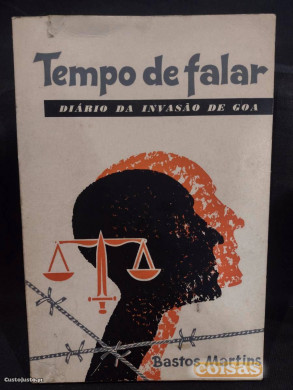 Tempo de falar
DIÁRIO DA INVASÃO DE GOA
Bastos Martins
coisas
CustoJusto.pt